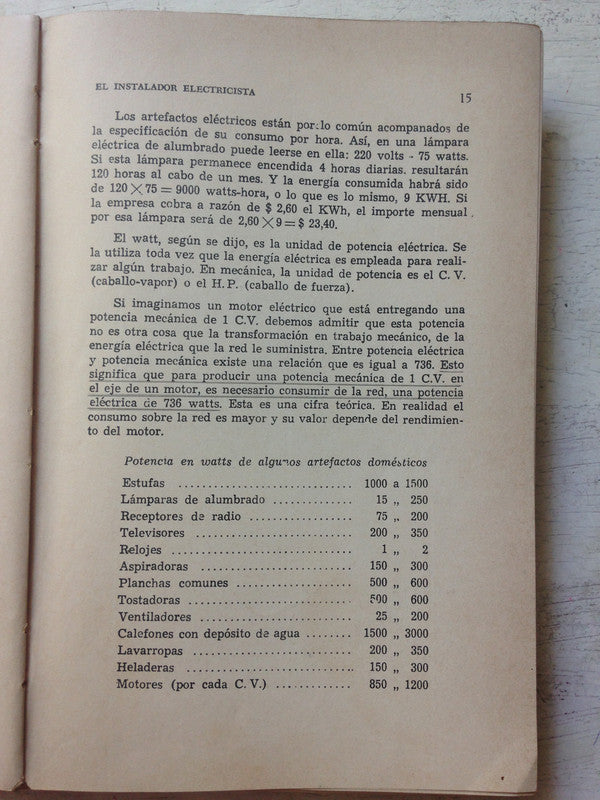 EL INSTALADOR ELECTRICISTA
15
Los artefactos eléctricos están por lo común acompanados de
la especificación de su consumo por hora. Así, en una lámpara
eléctrica de alumbrado puede leerse en ella: 220 volts - 75 watts.
Si esta lámpara permanece encendida 4 horas diarias. resultarán
120 horas al cabo de un mes. Y la energía consumida habrá sido
de 120 × 75 = 9000 watts-hora, o lo que es lo mismo, 9 KWH. Si
la empresa cobra a razón de $ 2,60 el KWh, el importe mensual
por esa lámpara será de 2,60 × 9 = $ 23,40.
El watt, según se dijo, es la unidad de potencia eléctrica. Se
la utiliza toda vez que la energía eléctrica es empleada para reali-
zar algún trabajo. En mecánica, la unidad de potencia es el C. V.
(caballo-vapor) o el H. P. (caballo de fuerza).
Si imaginamos un motor eléctrico que está entregando una
potencia mecánica de 1 C.V. debemos admitir que esta potencia
no es otra cosa que la transformación en trabajo mecánico, de la
energía eléctrica que la red le suministra. Entre potencia eléctrica
y potencia mecánica existe una relación que es igual a 736. Esto
significa que para producir una potencia mecánica de 1 C.V. en
el eje de un motor, es necesario consumir de la red, una potencia
eléctrica de 736 watts. Esta es una cifra teórica. En realidad el
consumo sobre la red es mayor y su valor depende del rendimien-
to del motor.
Potencia en watts de algunos artefactos domésticos
Estufas .............................. 1000 a 1500
Lámparas de alumbrado .............. 15 „ 250
Receptores de radio .................. 75 „ 200
Televisores ........................... 200 „ 350
Relojes ............................... 1 „ 2
Aspiradoras .......................... 150 „ 300
Planchas comunes .................... 500 „ 600
Tostadoras ............................ 500 „ 600
Ventiladores .......................... 25 „ 200
Calefones con depósito de agua ........ 1500 „ 3000
Lavarropas ........................... 200 „ 350
Heladeras ............................ 150 „ 300
Motores (por cada C. V.) ............. 850 „ 1200